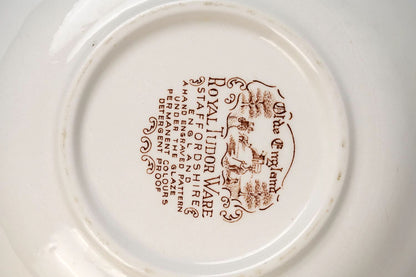 Olde England
ROYAL TUDOR WARE
STAFFORDSHIRE
ENGLAND
A HAND ENGRAVED PATTERN
UNDER THE GLAZE
PERMANENT COLOURS
DETERGENT PROOF